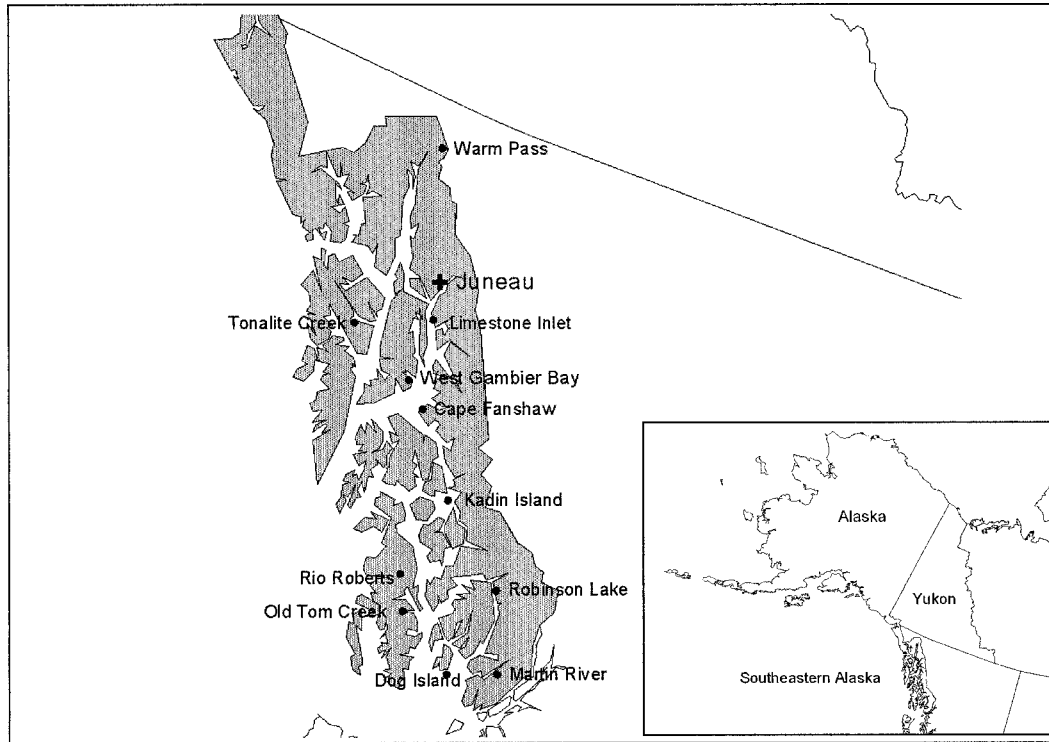 Warm Pass
Juneau
Tonalite Creek
Limestone Inlet
West Gambier Bay
Cape Fanshaw
Kadin Island
Rio Roberts
Robinson Lake
Old Tom Creek
Dog Island
Martin River
Alaska
Yukon
Southeastern Alaska